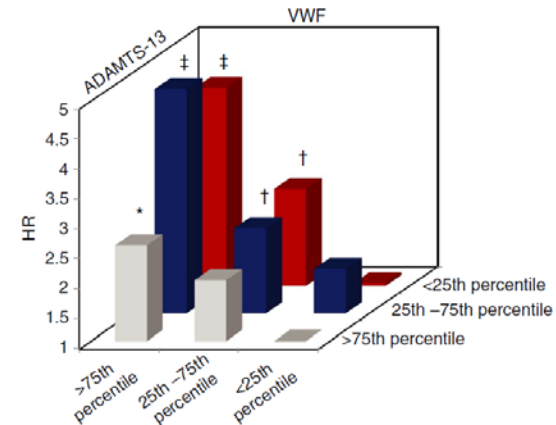 VWF
ADAMTS-13
‡ ‡
5
4.5
4
3.5
3
2.5
2
1.5
1
HR
*
†
†
<25th percentile
25th –75th percentile
>75th percentile
>75th
percentile
25th –75th
percentile
<25th
percentile